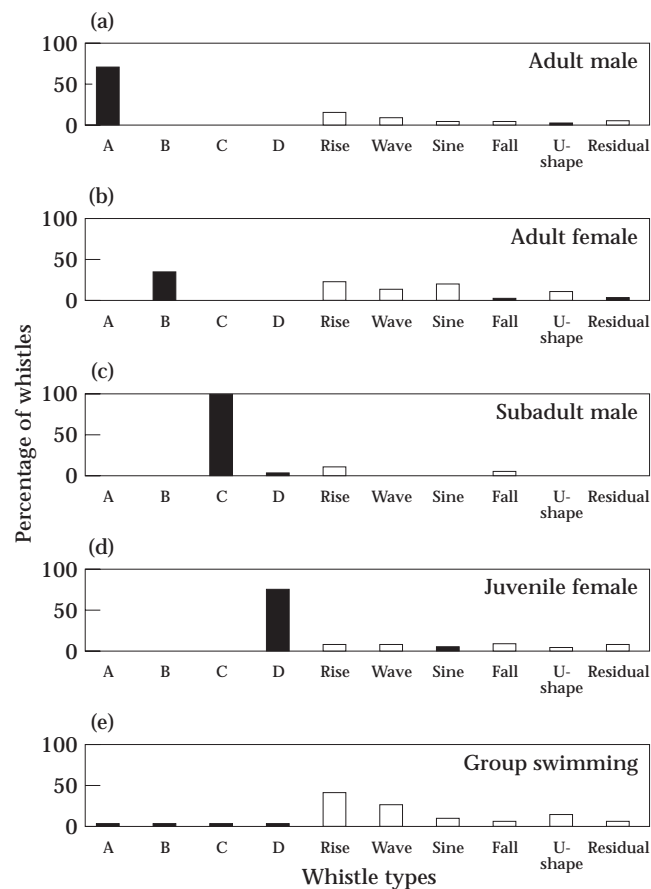 (a)
100
50
0
Adult male
A B C D Rise Wave Sine Fall U- Residual
shape
(b)
100
50
0
Adult female
A B C D Rise Wave Sine Fall U- Residual
shape
(c)
100
50
0
Subadult male
A B C D Rise Wave Sine Fall U- Residual
shape
(d)
100
50
0
Juvenile female
A B C D Rise Wave Sine Fall U- Residual
shape
(e)
100
50
0
Group swimming
A B C D Rise Wave Sine Fall U- Residual
shape
Percentage of whistles
Whistle types